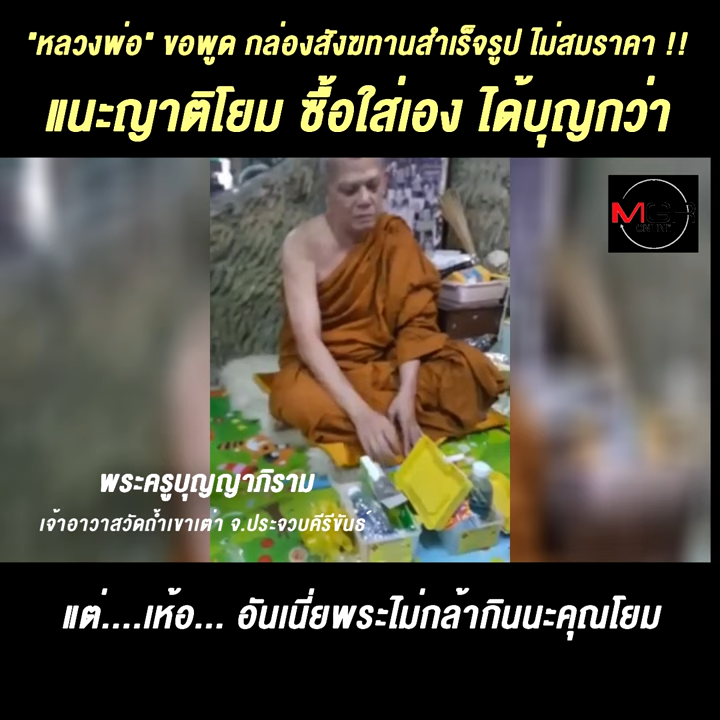 "หลวงพ่อ" ขอพูด กล่องสังฆทานสำเร็จรูป ไม่สมราคา !!
แนะญาติโยม ซื้อใส่เอง ได้บุญกว่า
MGR
ONLINE
พระครูบุญญาภิราม
เจ้าอาวาสวัดถ้ำเขาเต่า จ.ประจวบคีรีขันธ์
แต่....เห้อ... อันเนี่ยพระไม่กล้ากินนะคุณโยม